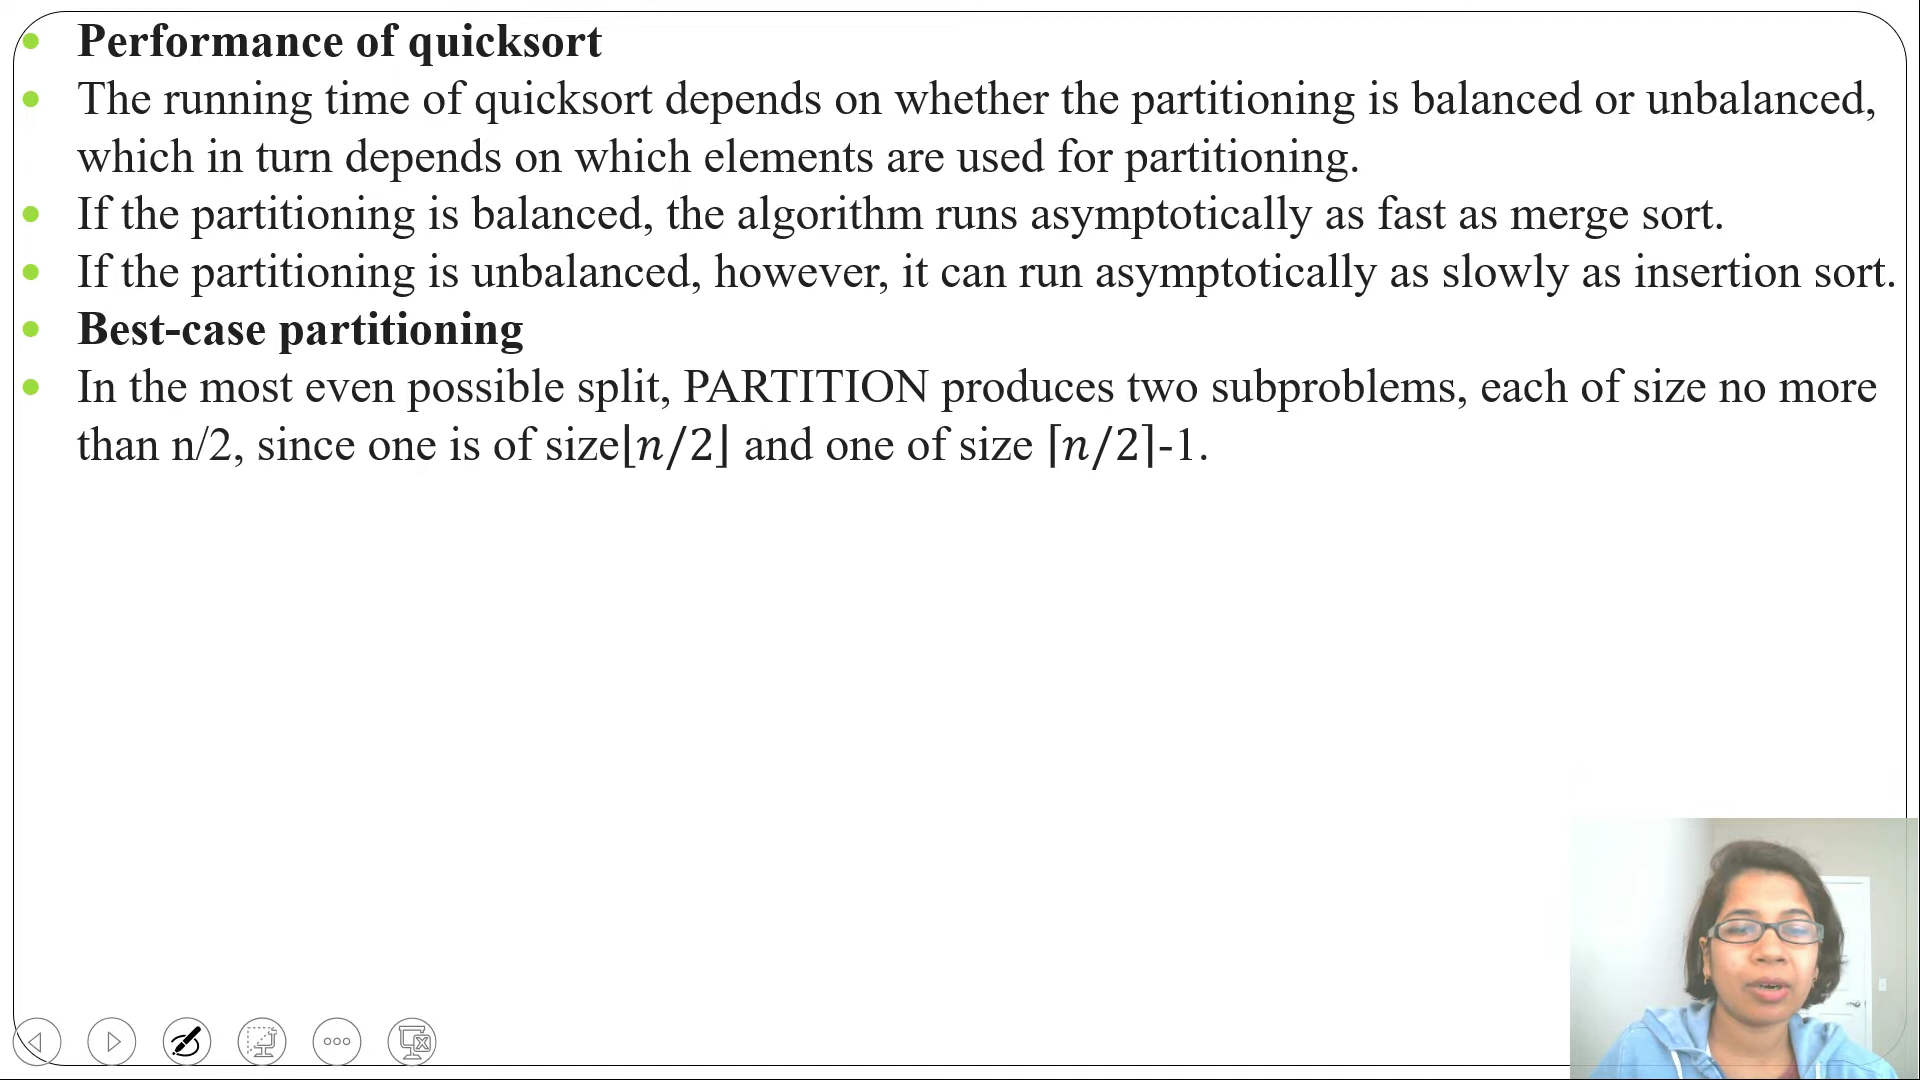 Performance of quicksort
The running time of quicksort depends on whether the partitioning is balanced or unbalanced,
which in turn depends on which elements are used for partitioning.
If the partitioning is balanced, the algorithm runs asymptotically as fast as merge sort.
If the partitioning is unbalanced, however, it can run asymptotically as slowly as insertion sort.
Best-case partitioning
In the most even possible split, PARTITION produces two subproblems, each of size no more
than n/2, since one is of size⌊n/2⌋ and one of size ⌈n/2⌉-1.